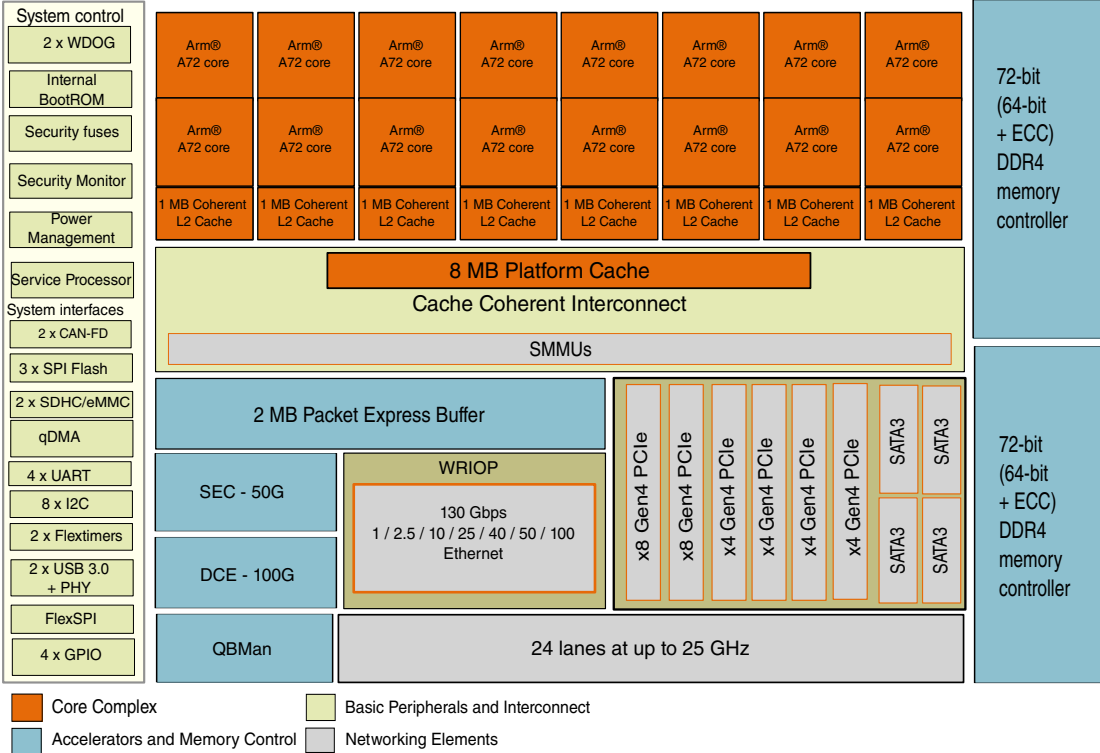 System control
2 x WDOG
Internal
BootROM
Security fuses
Security Monitor
Power
Management
Service Processor
System interfaces
2 x CAN-FD
3 x SPI Flash
2 x SDHC/eMMC
qDMA
4 x UART
8 x I2C
2 x Flextimers
2 x USB 3.0
+ PHY
FlexSPI
4 x GPIO
Arm®
A72 core
Arm®
A72 core
Arm®
A72 core
Arm®
A72 core
Arm®
A72 core
Arm®
A72 core
Arm®
A72 core
Arm®
A72 core
Arm®
A72 core
Arm®
A72 core
Arm®
A72 core
Arm®
A72 core
Arm®
A72 core
Arm®
A72 core
Arm®
A72 core
Arm®
A72 core
1 MB Coherent
L2 Cache
1 MB Coherent
L2 Cache
1 MB Coherent
L2 Cache
1 MB Coherent
L2 Cache
1 MB Coherent
L2 Cache
1 MB Coherent
L2 Cache
1 MB Coherent
L2 Cache
1 MB Coherent
L2 Cache
8 MB Platform Cache
Cache Coherent Interconnect
SMMUs
2 MB Packet Express Buffer
SEC - 50G
DCE - 100G
QBMan
WRIOP
130 Gbps
1 / 2.5 / 10 / 25 / 40 / 50 / 100
Ethernet
x8 Gen4 PCIe
x8 Gen4 PCIe
x4 Gen4 PCIe
x4 Gen4 PCIe
x4 Gen4 PCIe
x4 Gen4 PCIe
SATA3
SATA3
SATA3
SATA3
24 lanes at up to 25 GHz
72-bit
(64-bit
+ ECC)
DDR4
memory
controller
72-bit
(64-bit
+ ECC)
DDR4
memory
controller
Core Complex
Basic Peripherals and Interconnect
Accelerators and Memory Control
Networking Elements